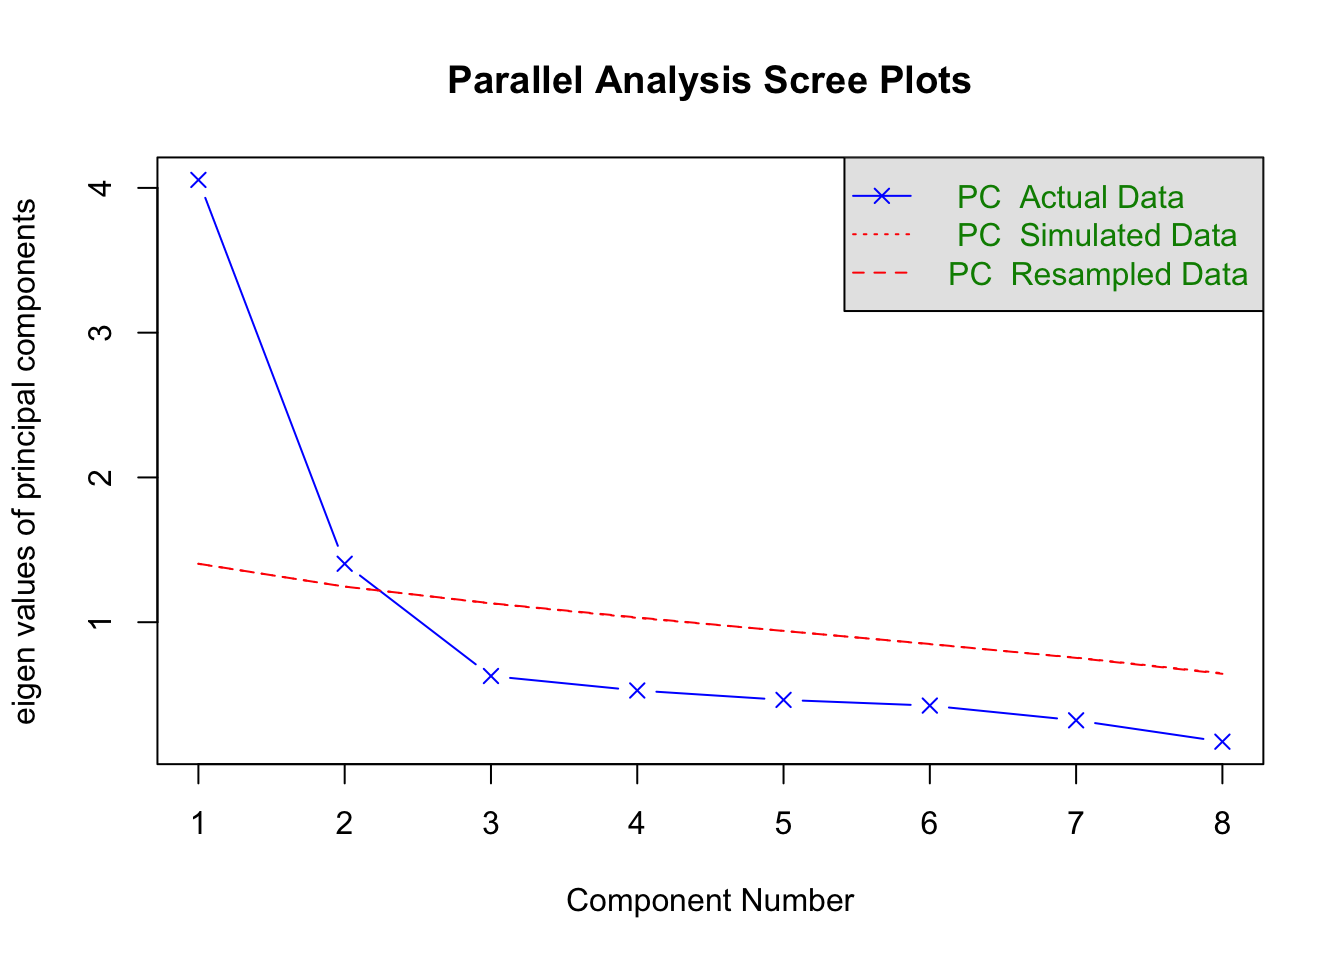 Parallel Analysis Scree Plots
PC Actual Data
PC Simulated Data
PC Resampled Data
eigen values of principal components
4
3
2
1
1 2 3 4 5 6 7 8
Component Number